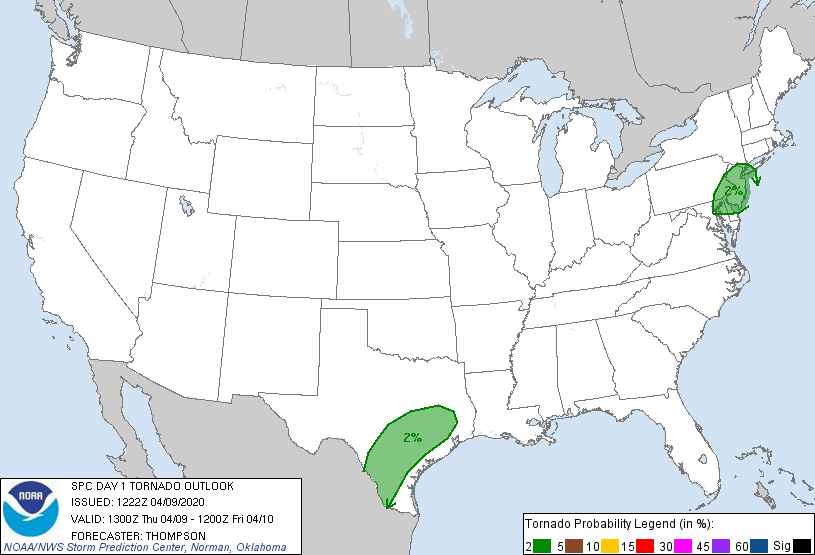 2%
2%
NOAA
SPC DAY 1 TORNADO OUTLOOK
ISSUED: 1222Z 04/09/2020
VALID: 1300Z Thu 04/09 - 1200Z Fri 04/10
FORECASTER: THOMPSON
NOAA/NWS Storm Prediction Center, Norman, Oklahoma
Tornado Probability Legend (in %):
2 5 10 15 30 45 60 Sig